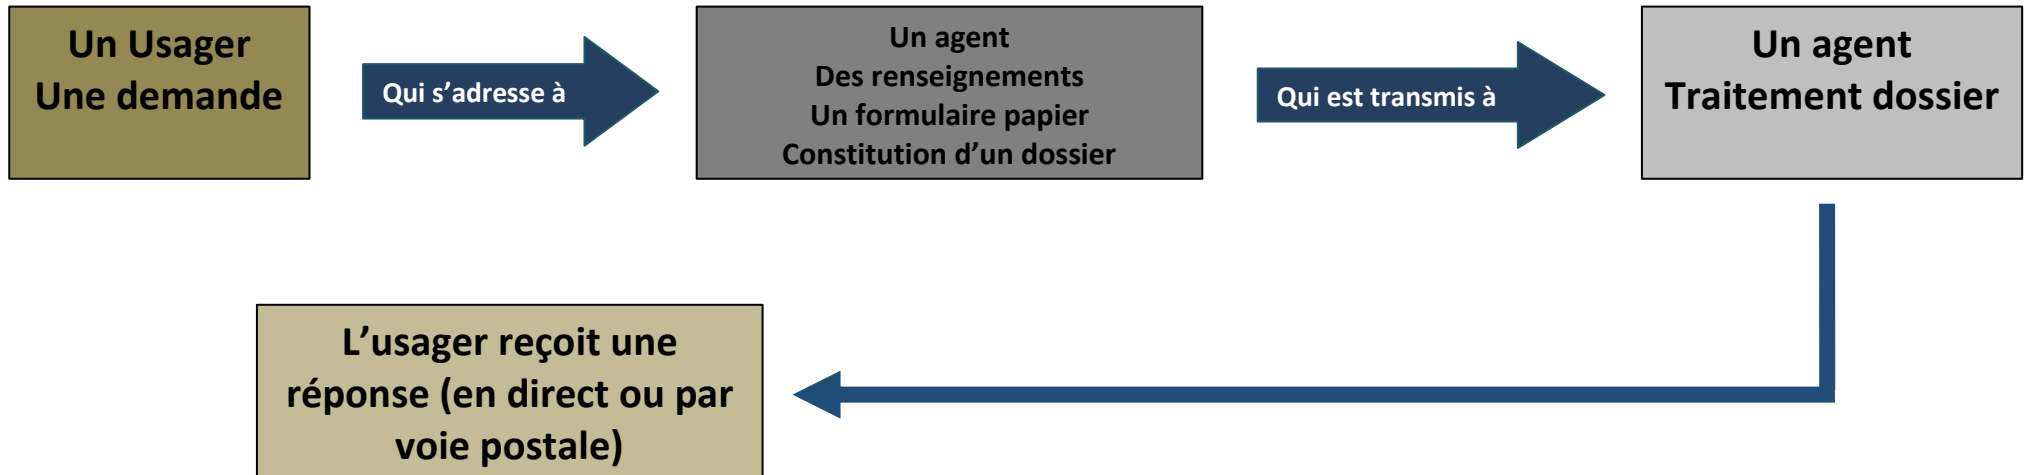 Un Usager
Une demande
Qui s’adresse à
Un agent
Des renseignements
Un formulaire papier
Constitution d’un dossier
Qui est transmis à
Un agent
Traitement dossier
L’usager reçoit une
réponse (en direct ou par
voie postale)